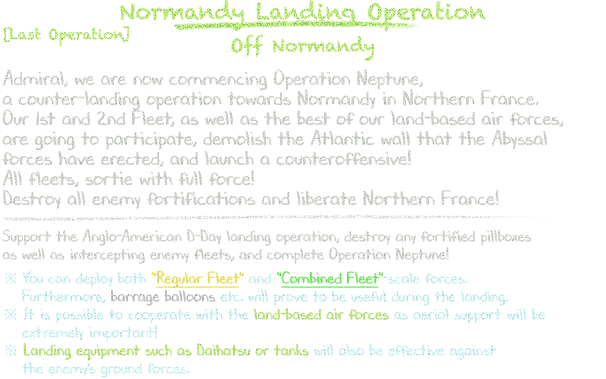 Normandy Landing Operation
[Last Operation]
Off Normandy
Admiral, we are now commencing Operation Neptune,
a counter-landing operation towards Normandy in Northern France.
Our 1st and 2nd Fleet, as well as the best of our land-based air forces,
are going to participate, demolish the Atlantic wall that the Abyssal
forces have erected, and launch a counteroffensive!
All fleets, sortie with full force!
Destroy all enemy fortifications and liberate Northern France!
Support the Anglo-American D-Day landing operation, destroy any fortified pillboxes
as well as intercepting enemy fleets, and complete Operation Neptune!
※ You can deploy both "Regular Fleet" and "Combined Fleet"-scale forces.
Furthermore, barrage balloons etc. will prove to be useful during the landing.
※ It is possible to cooperate with the land-based air forces as aerial support will be
extremely important!
※ Landing equipment such as Daihatsu or tanks will also be effective against
the enemy's ground forces.